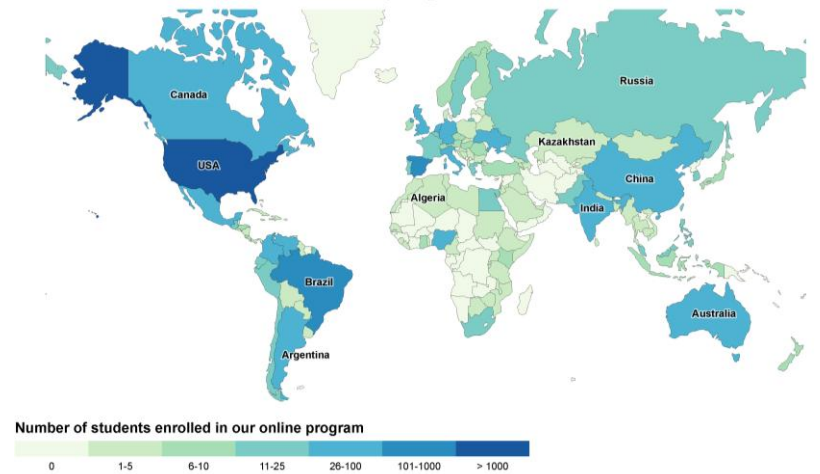 Canada
Russia
USA
Kazakhstan
China
Algeria
India
Brazil
Australia
Argentina
Number of students enrolled in our online program
0 1-5 6-10 11-25 26-100 101-1000 > 1000